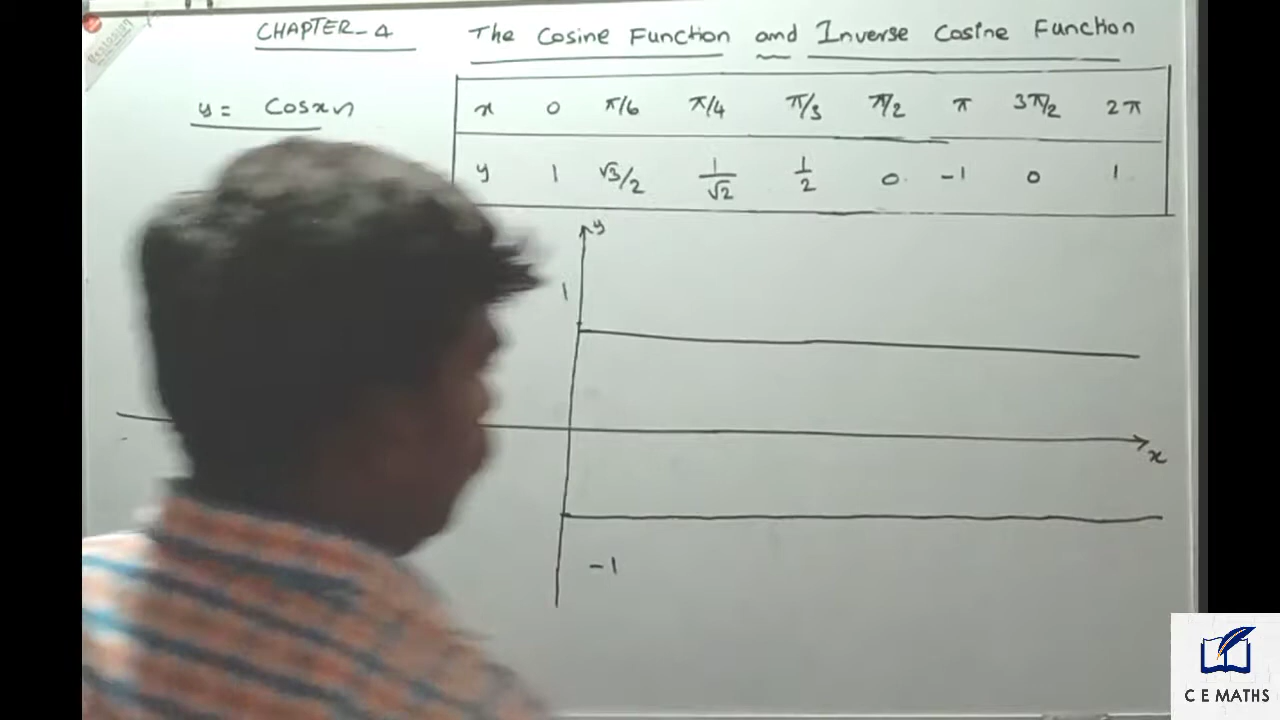 CHAPTER-4 The Cosine Function and Inverse Cosine Function
y = Cosx
x 0 π/6 π/4 π/3 π/2 π 3π/2 2π
y 1 √3/2 1/√2 1/2 0 -1 0 1
y
1
x
-1
C E MATHS